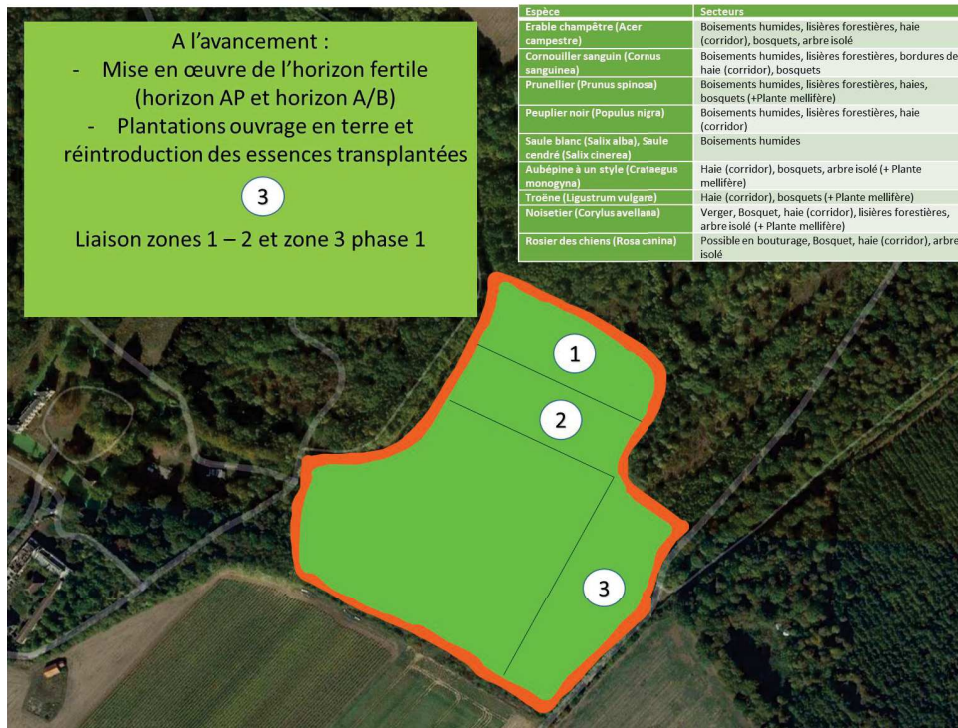 A l'avancement :
- Mise en œuvre de l'horizon fertile
(horizon AP et horizon A/B)
- Plantations ouvrage en terre et
réintroduction des essences transplantées
3
Liaison zones 1 – 2 et zone 3 phase 1
Espèce Secteurs
Erable champêtre (Acer campestre) Boisements humides, lisières forestières, haie (corridor), bosquets, arbre isolé
Cornouiller sanguin (Cornus sanguinea) Boisements humides, lisières forestières, bordures de haie (corridor), bosquets
Prunellier (Prunus spinosa) Boisements humides, lisières forestières, haies, bosquets (+Plante mellifère)
Peuplier noir (Populus nigra) Boisements humides, lisières forestières, haie (corridor)
Saule blanc (Salix alba), Saule cendré (Salix cinerea) Boisements humides
Aubépine à un style (Crataegus monogyna) Haie (corridor), bosquets, arbre isolé (+ Plante mellifère)
Troëne (Ligustrum vulgare) Haie (corridor), bosquets (+ Plante mellifère)
Noisetier (Corylus avellana) Verger, Bosquet, haie (corridor), lisières forestières, arbre isolé (+ Plante mellifère)
Rosier des chiens (Rosa canina) Possible en bouturage, Bosquet, haie (corridor), arbre isolé
1
2
3